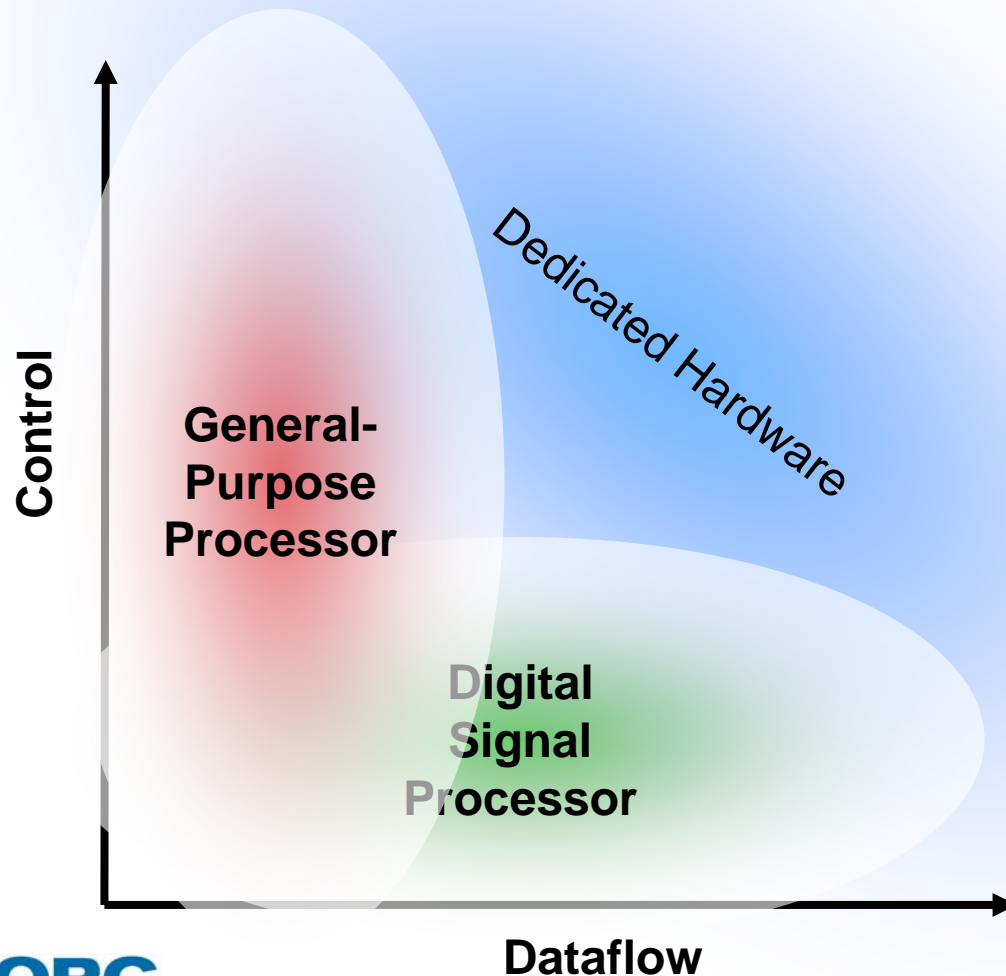 Control
General-
Purpose
Processor
Dedicated Hardware
Digital
Signal
Processor
Dataflow